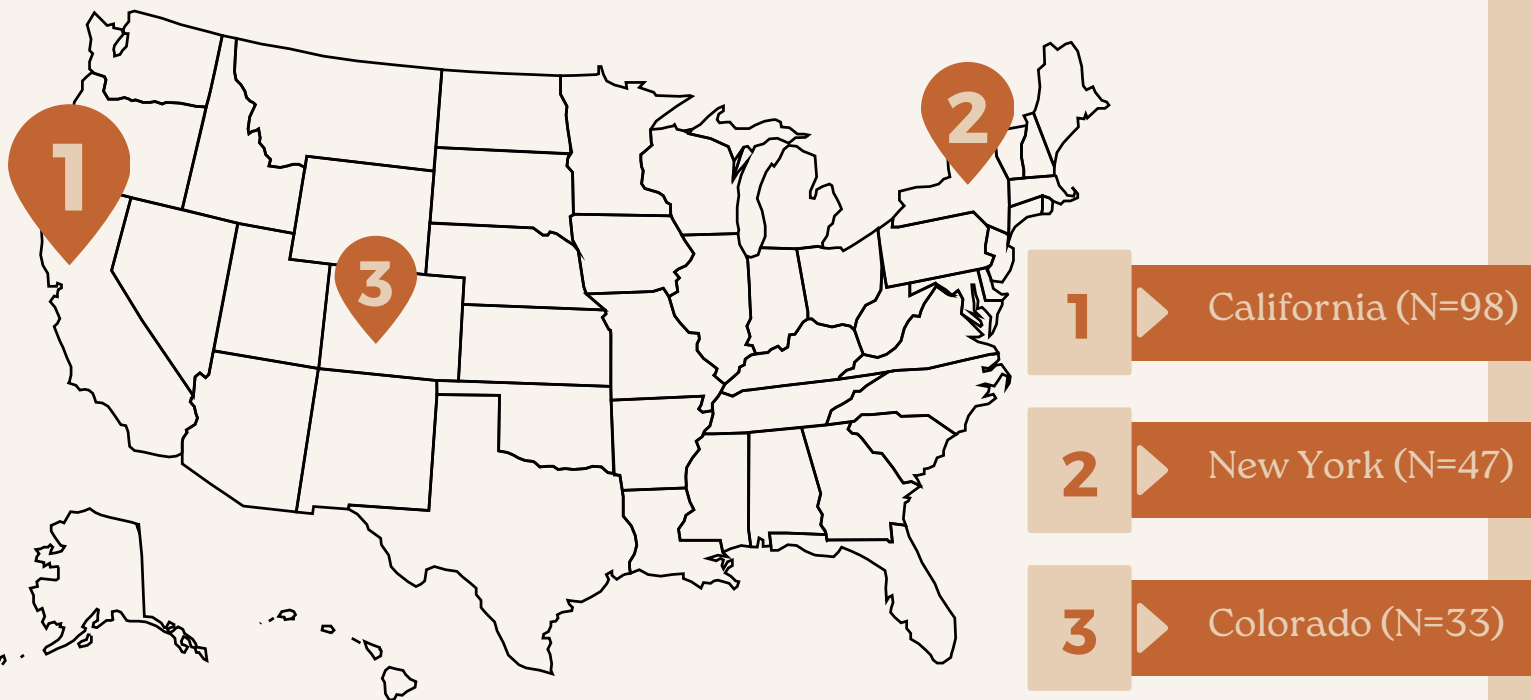 1
2
3
1
California (N=98)
2
New York (N=47)
3
Colorado (N=33)